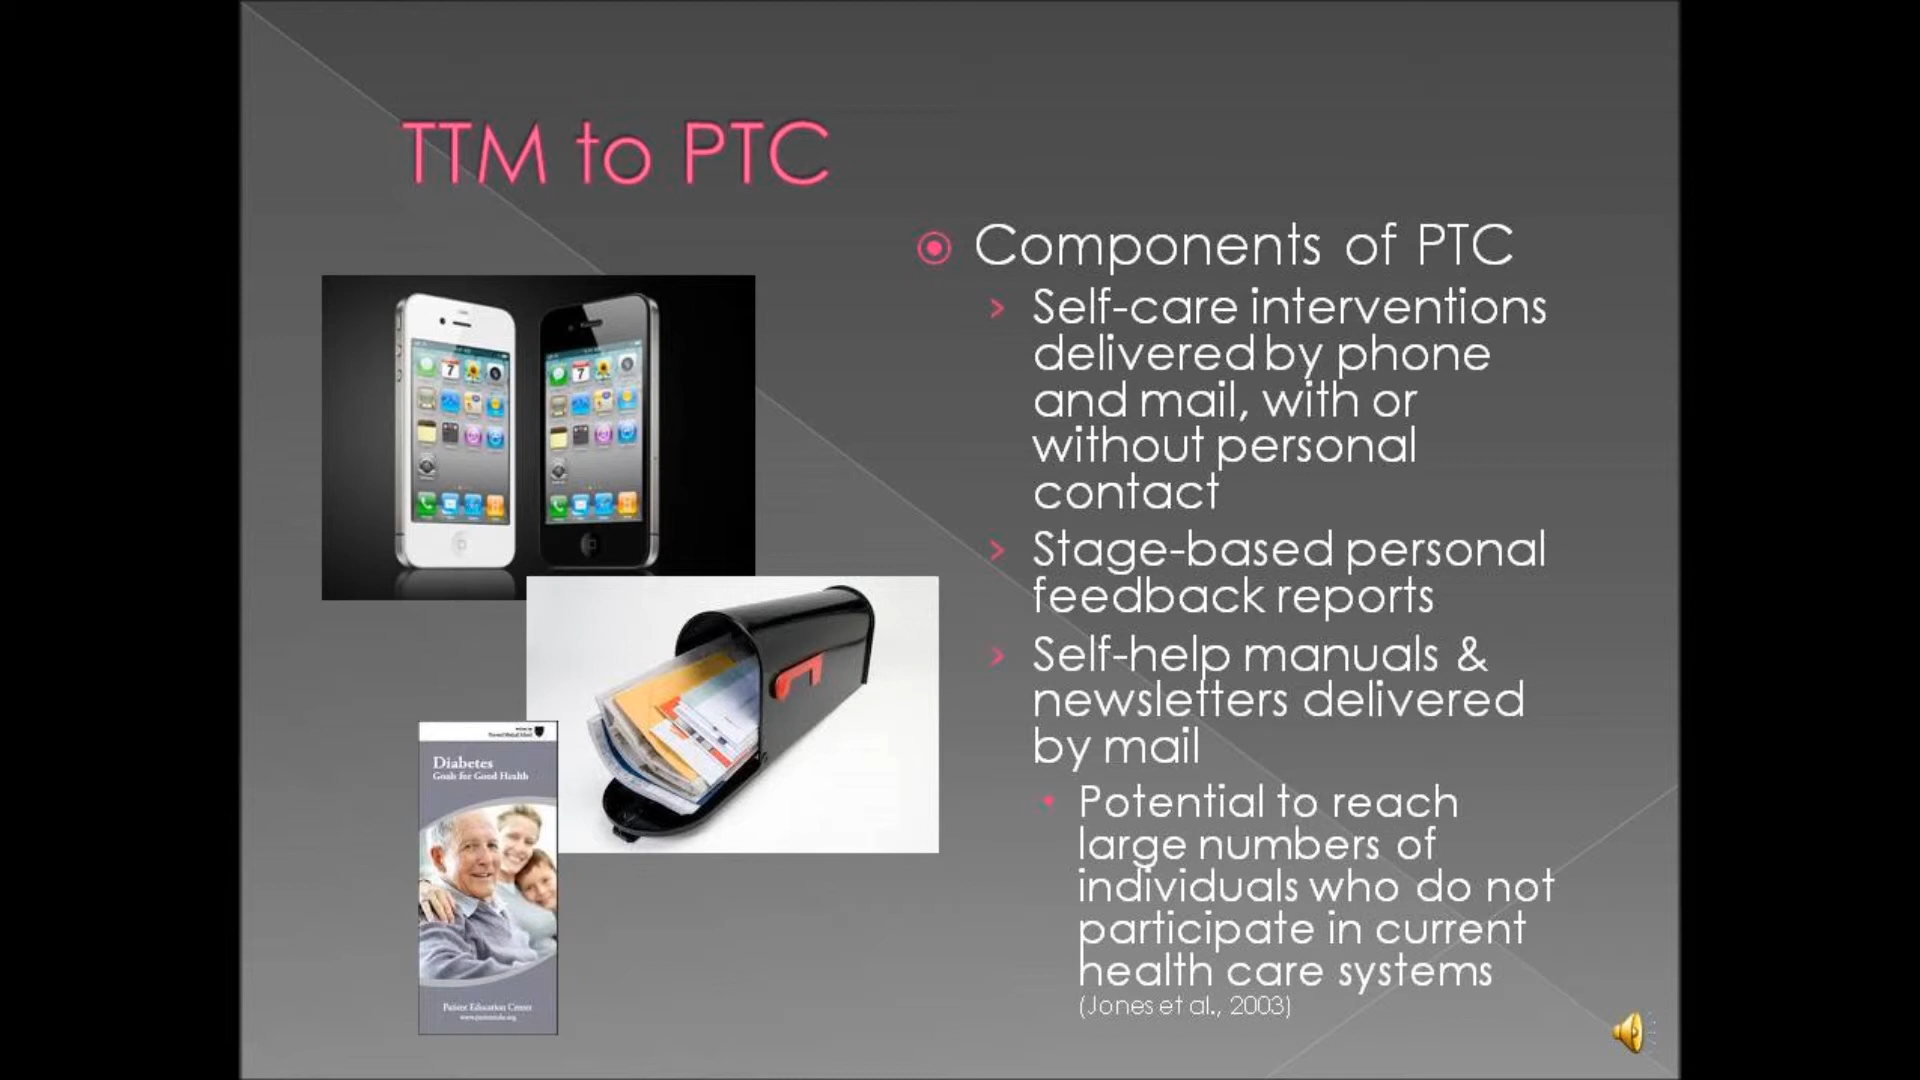 TTM to PTC
Components of PTC
Self-care interventions
delivered by phone
and mail, with or
without personal
contact
Stage-based personal
feedback reports
Self-help manuals &
newsletters delivered
by mail
Potential to reach
large numbers of
individuals who do not
participate in current
health care systems
(Jones et al., 2003)
7
7
Diabetes
Goals for Good Health
Patient Education Center